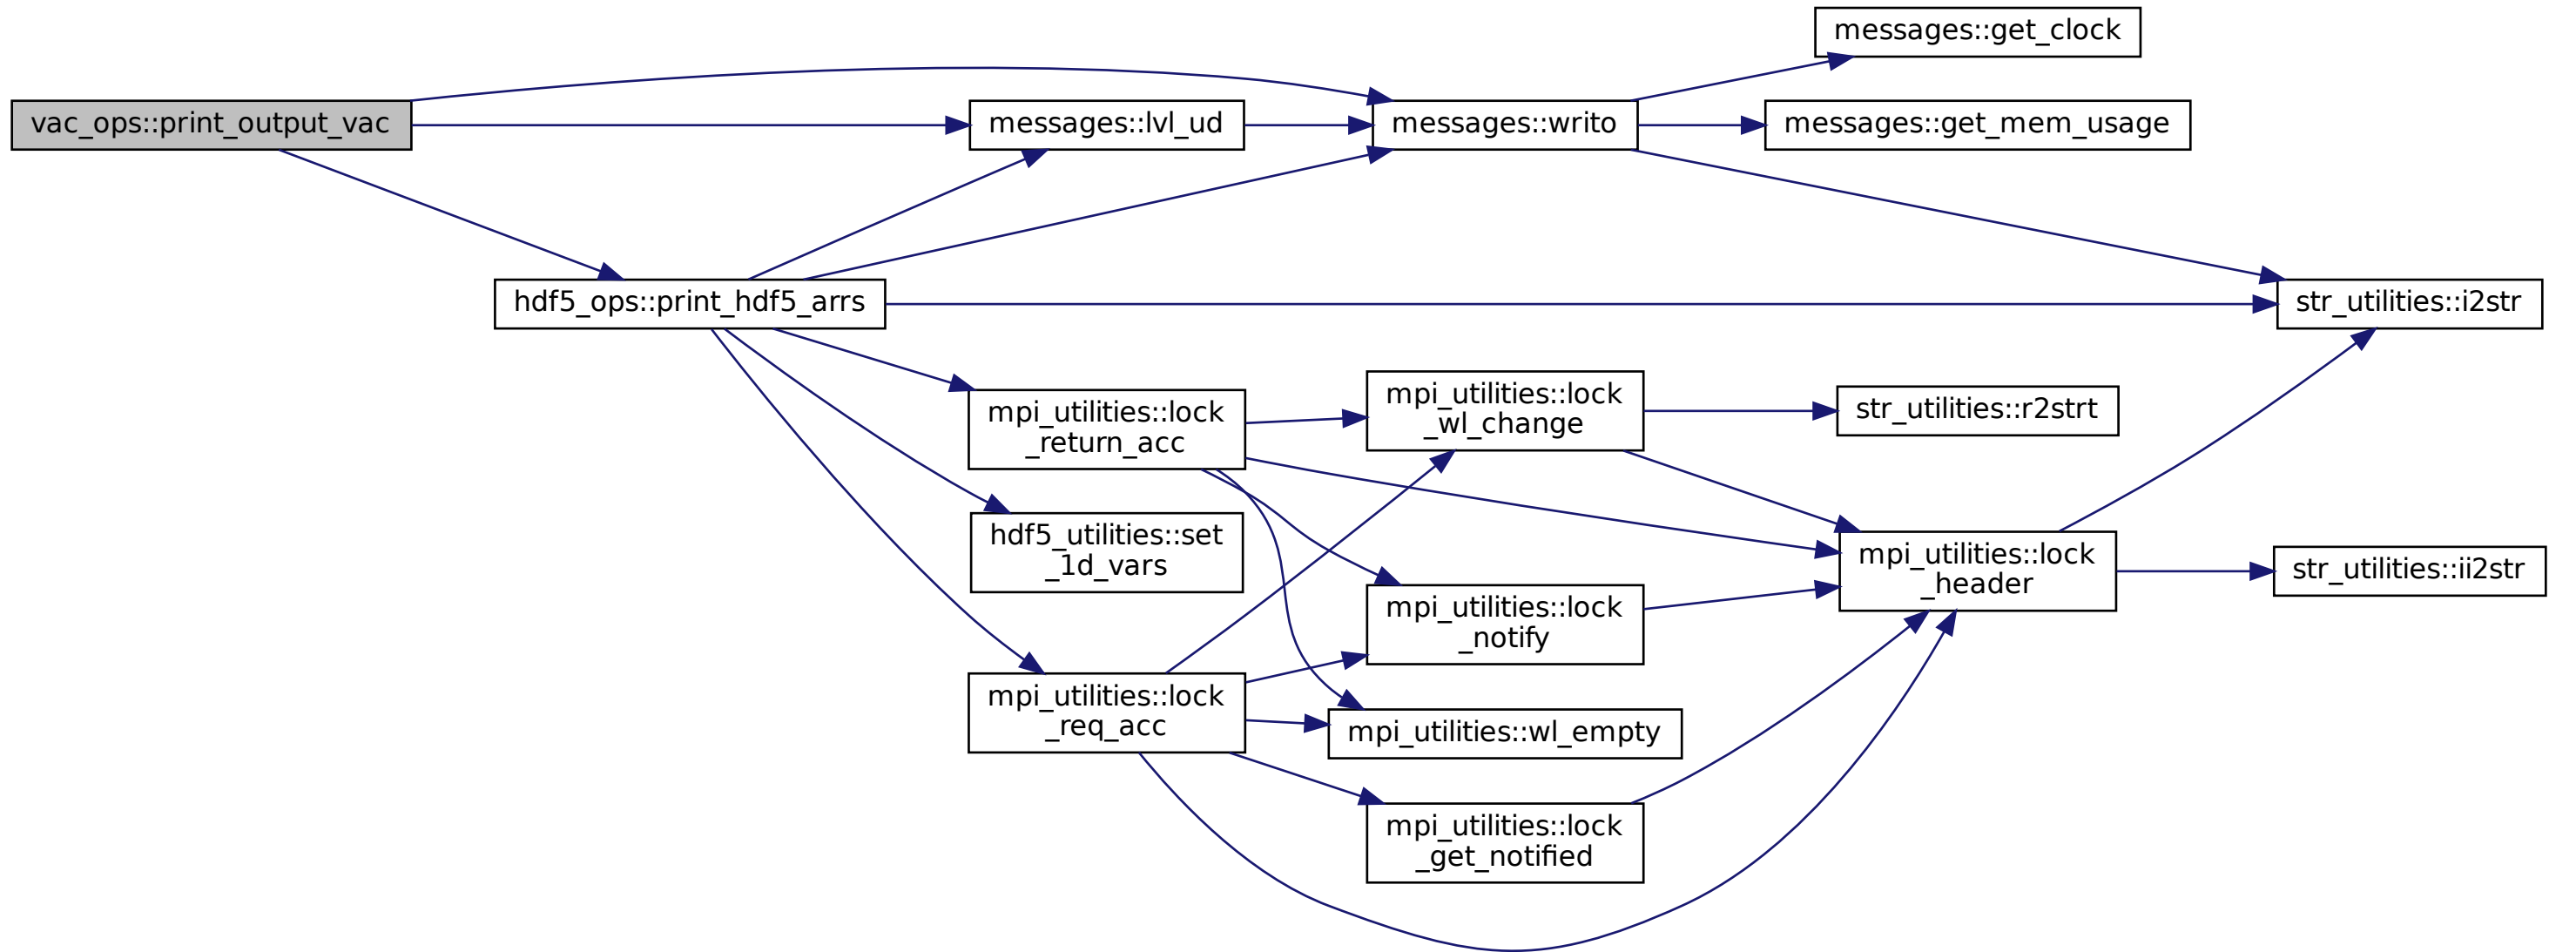 messages::get_clock
vac_ops::print_output_vac
messages::lvl_ud
messages::writo
messages::get_mem_usage
hdf5_ops::print_hdf5_arrs
str_utilities::i2str
mpi_utilities::lock
_return_acc
mpi_utilities::lock
_wl_change
str_utilities::r2strt
hdf5_utilities::set
_1d_vars
mpi_utilities::lock
_header
str_utilities::ii2str
mpi_utilities::lock
_notify
mpi_utilities::lock
_req_acc
mpi_utilities::wl_empty
mpi_utilities::lock
_get_notified